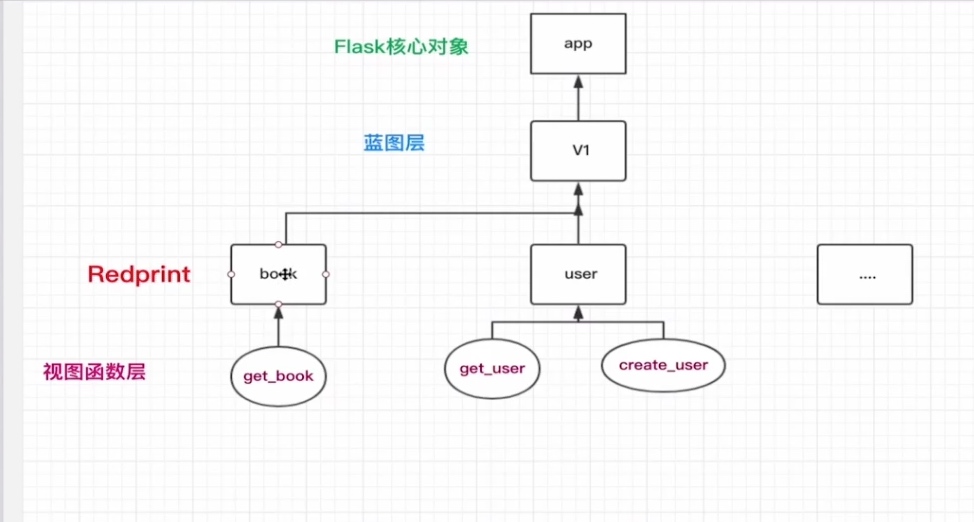 Flask核心对象
app
蓝图层
V1
Redprint
book
user
....
视图函数层
get_book
get_user
create_user